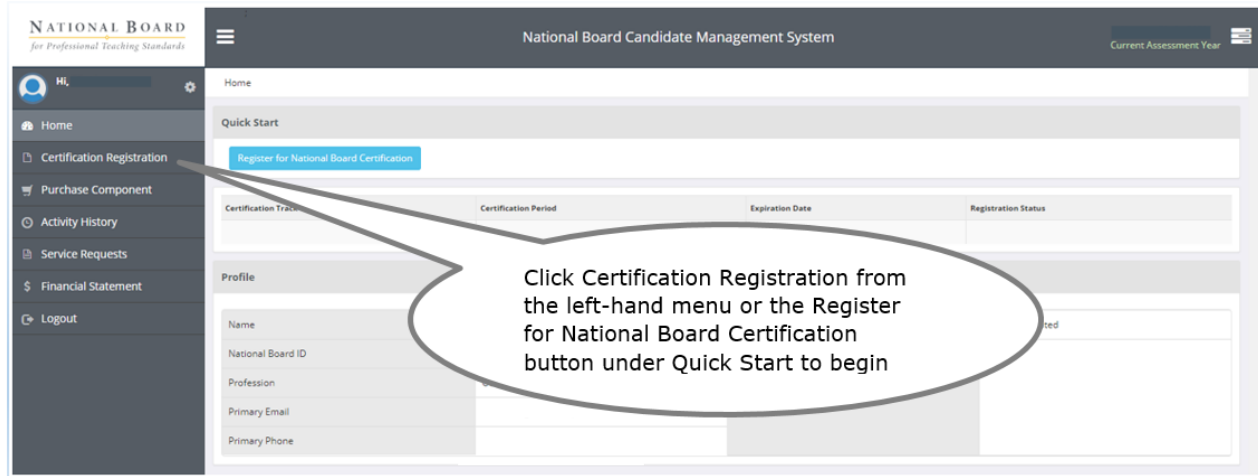 NATIONAL BOARD
for Professional Teaching Standards
National Board Candidate Management System
Current Assessment Year
Hi,
Home
Certification Registration
Purchase Component
Activity History
Service Requests
Financial Statement
Logout
Home
Quick Start
Register for National Board Certification
Certification Track
Certification Period
Expiration Date
Registration Status
Click Certification Registration from
the left-hand menu or the Register
for National Board Certification
button under Quick Start to begin
Profile
Name
National Board ID
Profession
Primary Email
Primary Phone